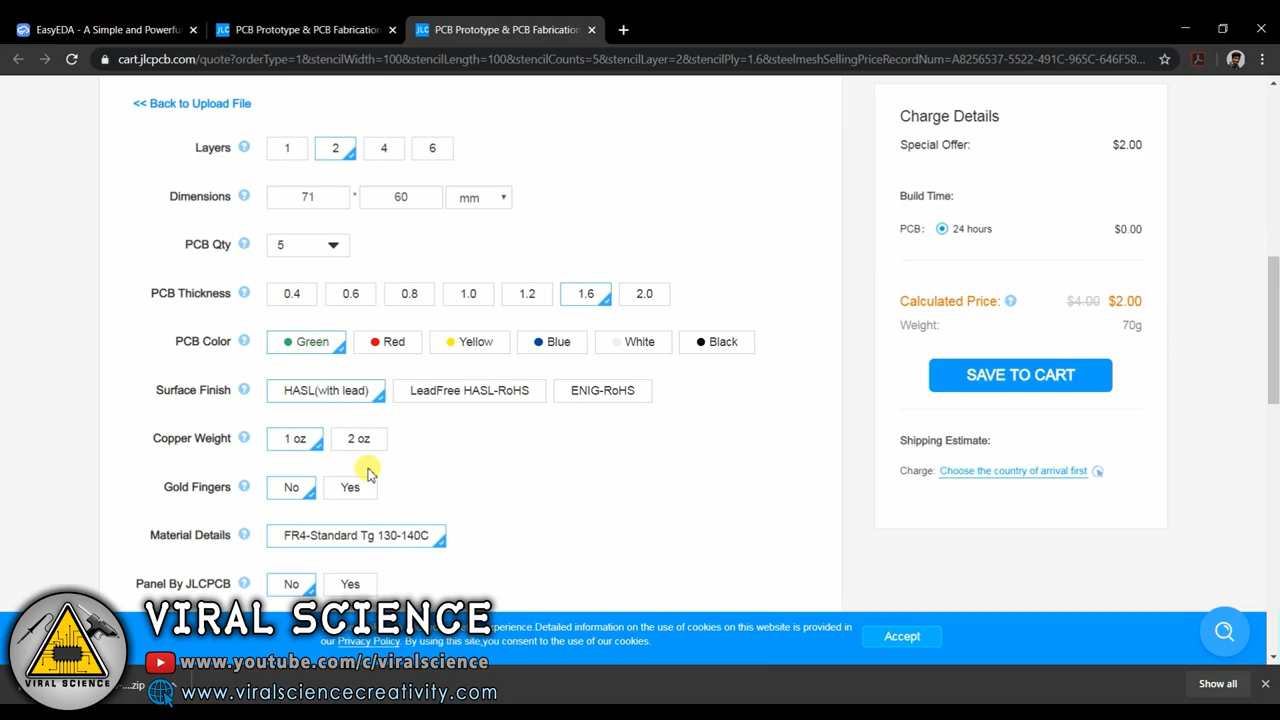 EasyEDA - A Simple and Powerful
PCB Prototype & PCB Fabrication
PCB Prototype & PCB Fabrication
cart.jlcpcb.com/quote?orderType=1&stencilWidth=100&stencilLength=100&stencilCounts=5&stencilLayer=2&stencilPly=1.6&steelmeshSellingPriceRecordNum=A8256537-5522-491C-965C-646F58...
<< Back to Upload File
Layers ? 1 2 4 6
Dimensions ? 71 * 60 mm
PCB Qty ? 5
PCB Thickness ? 0.4 0.6 0.8 1.0 1.2 1.6 2.0
PCB Color ? Green Red Yellow Blue White Black
Surface Finish ? HASL(with lead) LeadFree HASL-RoHS ENIG-RoHS
Copper Weight ? 1 oz 2 oz
Gold Fingers ? No Yes
Material Details ? FR4-Standard Tg 130-140C
Panel By JLCPCB ? No Yes
Charge Details
Special Offer: $2.00
Build Time:
PCB: 24 hours $0.00
Calculated Price: ? $4.00 $2.00
Weight: 70g
SAVE TO CART
Shipping Estimate:
Charge: Choose the country of arrival first
experience.Detailed information on the use of cookies on this website is provided in
our Privacy Policy. By using this site,you consent to the use of our cookies.
Accept
VIRAL SCIENCE
VIRAL SCIENCE
www.youtube.com/c/viralscience
www.viralsciencecreativity.com
....zip
Show all